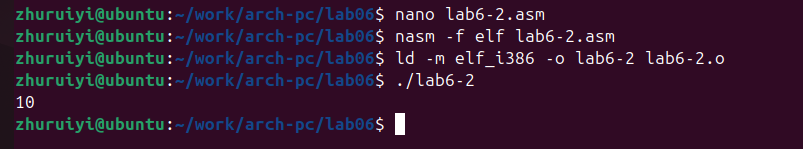 zhuruiyi@ubuntu:~/work/arch-pc/lab06$ nano lab6-2.asm
zhuruiyi@ubuntu:~/work/arch-pc/lab06$ nasm -f elf lab6-2.asm
zhuruiyi@ubuntu:~/work/arch-pc/lab06$ ld -m elf_i386 -o lab6-2 lab6-2.o
zhuruiyi@ubuntu:~/work/arch-pc/lab06$ ./lab6-2
10
zhuruiyi@ubuntu:~/work/arch-pc/lab06$